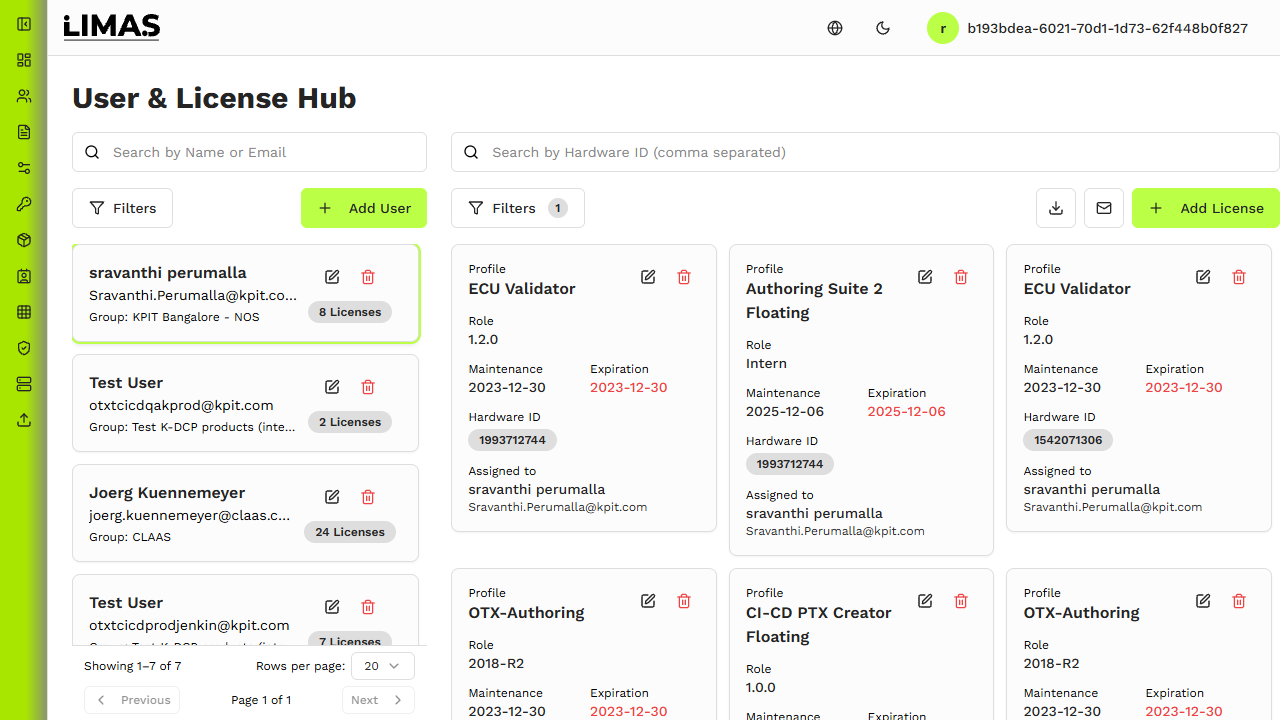 LIMAS
r
b193bdea-6021-70d1-1d73-62f448b0f827
User & License Hub
Search by Name or Email
Search by Hardware ID (comma separated)
Filters
Add User
Filters
1
Add License
sravanthi perumalla
Sravanthi.Perumalla@kpit.co...
Group: KPIT Bangalore - NOS
8 Licenses
Test User
otxtcicdqakprod@kpit.com
Group: Test K-DCP products (inte...
2 Licenses
Joerg Kuennemeyer
joerg.kuennemeyer@claas.c...
Group: CLAAS
24 Licenses
Test User
otxtcicdprodjenkin@kpit.com
Group: Test K-DCP products (inte...
7 Licenses
Showing 1–7 of 7
Rows per page:
20
Previous
Page 1 of 1
Next
Profile
ECU Validator
Role
1.2.0
Maintenance
Expiration
2023-12-30
2023-12-30
Hardware ID
1993712744
Assigned to
sravanthi perumalla
Sravanthi.Perumalla@kpit.com
Profile
Authoring Suite 2
Floating
Role
Intern
Maintenance
Expiration
2025-12-06
2025-12-06
Hardware ID
1993712744
Assigned to
sravanthi perumalla
Sravanthi.Perumalla@kpit.com
Profile
ECU Validator
Role
1.2.0
Maintenance
Expiration
2023-12-30
2023-12-30
Hardware ID
1542071306
Assigned to
sravanthi perumalla
Sravanthi.Perumalla@kpit.com
Profile
OTX-Authoring
Role
2018-R2
Maintenance
Expiration
2023-12-30
2023-12-30
Profile
CI-CD PTX Creator
Floating
Role
1.0.0
Maintenance
Expiration
Profile
OTX-Authoring
Role
2018-R2
Maintenance
Expiration
2023-12-30
2023-12-30